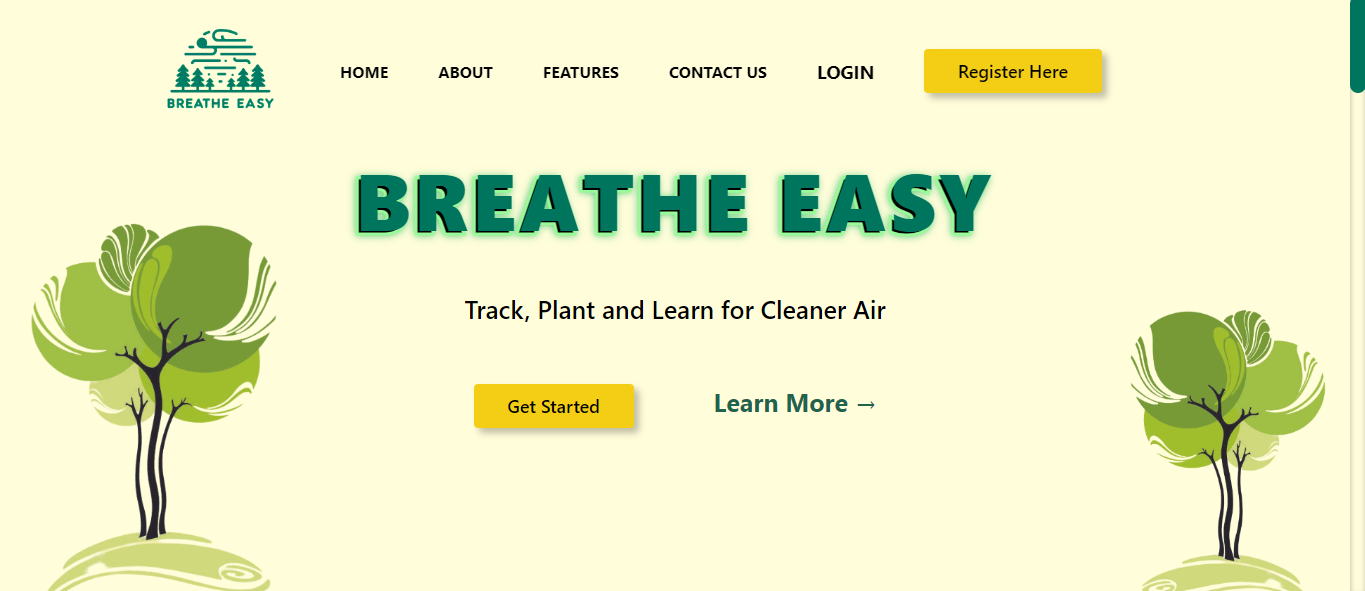 BREATHE EASY
HOME ABOUT FEATURES CONTACT US LOGIN Register Here
BREATHE EASY
Track, Plant and Learn for Cleaner Air
Get Started Learn More →